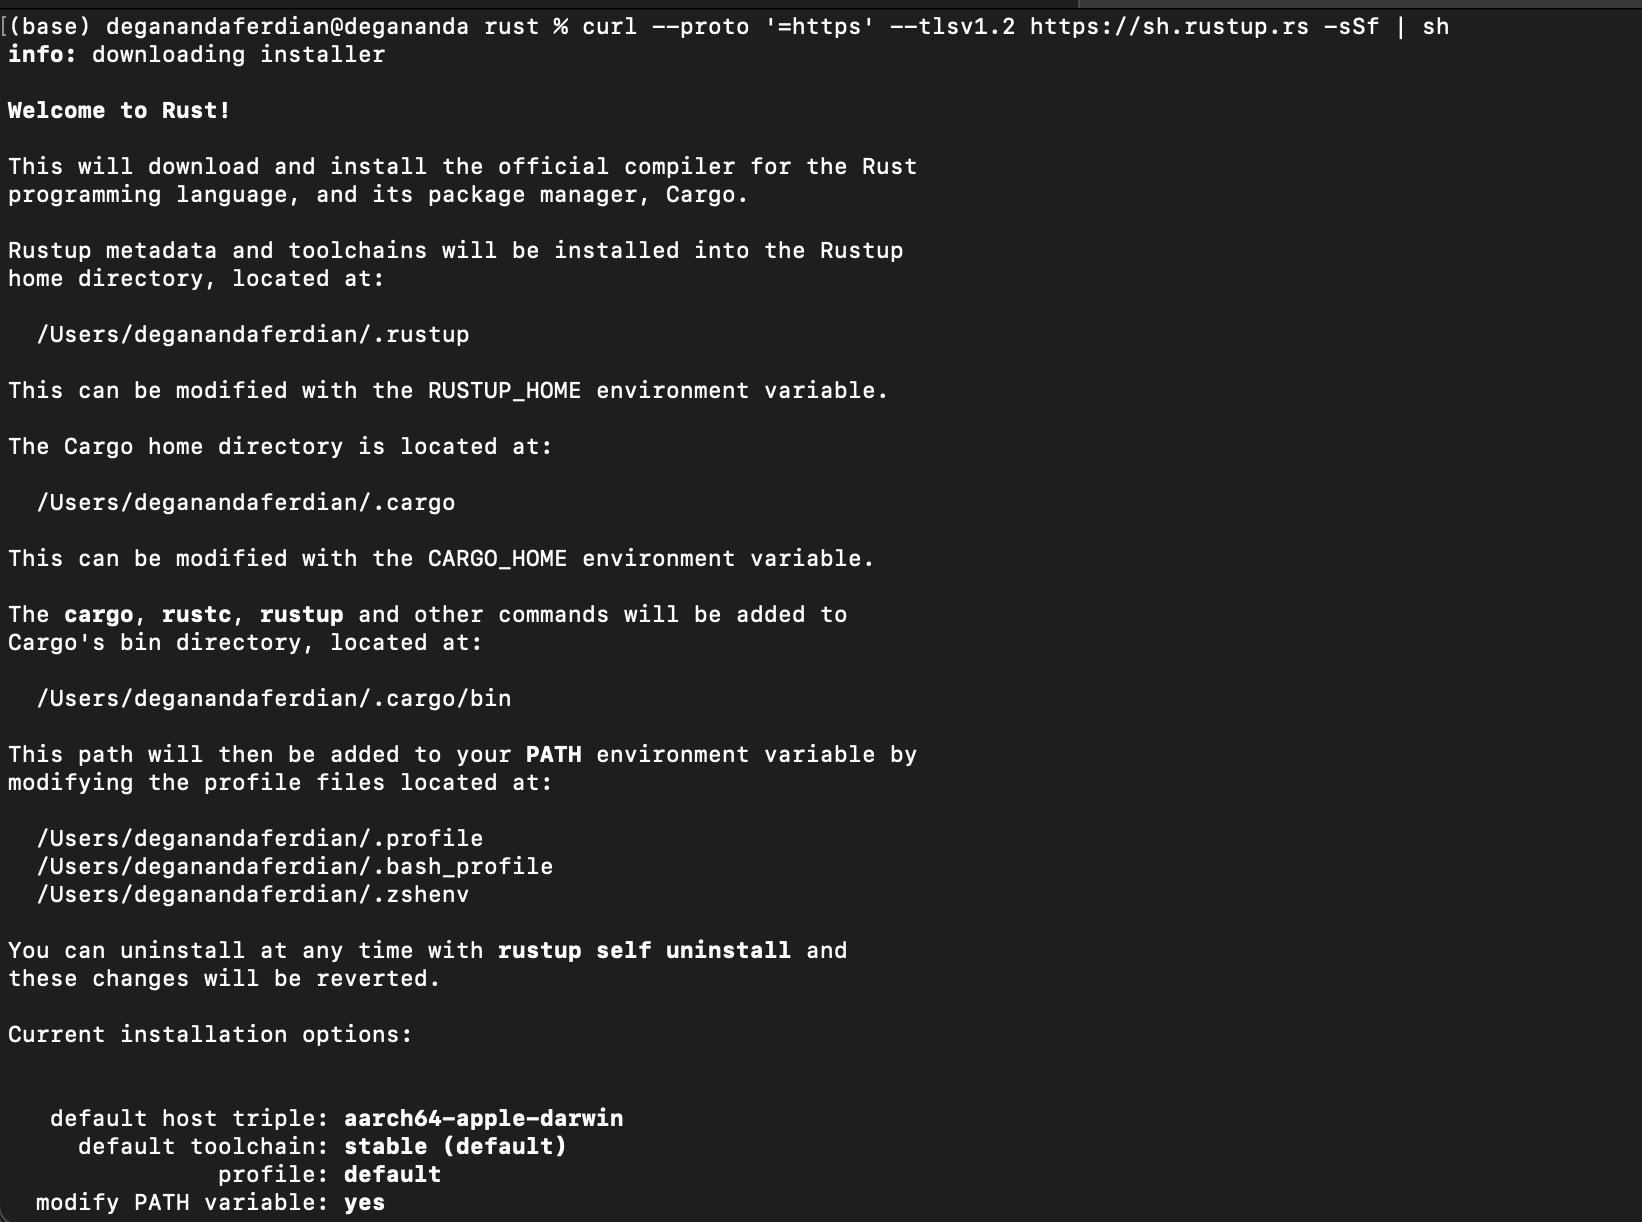 [(base) deganandaferdian@degananda rust % curl --proto '=https' --tlsv1.2 https://sh.rustup.rs -sSf | sh
info: downloading installer
Welcome to Rust!
This will download and install the official compiler for the Rust
programming language, and its package manager, Cargo.
Rustup metadata and toolchains will be installed into the Rustup
home directory, located at:
/Users/deganandaferdian/.rustup
This can be modified with the RUSTUP_HOME environment variable.
The Cargo home directory is located at:
/Users/deganandaferdian/.cargo
This can be modified with the CARGO_HOME environment variable.
The cargo, rustc, rustup and other commands will be added to
Cargo's bin directory, located at:
/Users/deganandaferdian/.cargo/bin
This path will then be added to your PATH environment variable by
modifying the profile files located at:
/Users/deganandaferdian/.profile
/Users/deganandaferdian/.bash_profile
/Users/deganandaferdian/.zshenv
You can uninstall at any time with rustup self uninstall and
these changes will be reverted.
Current installation options:
default host triple: aarch64-apple-darwin
default toolchain: stable (default)
profile: default
modify PATH variable: yes